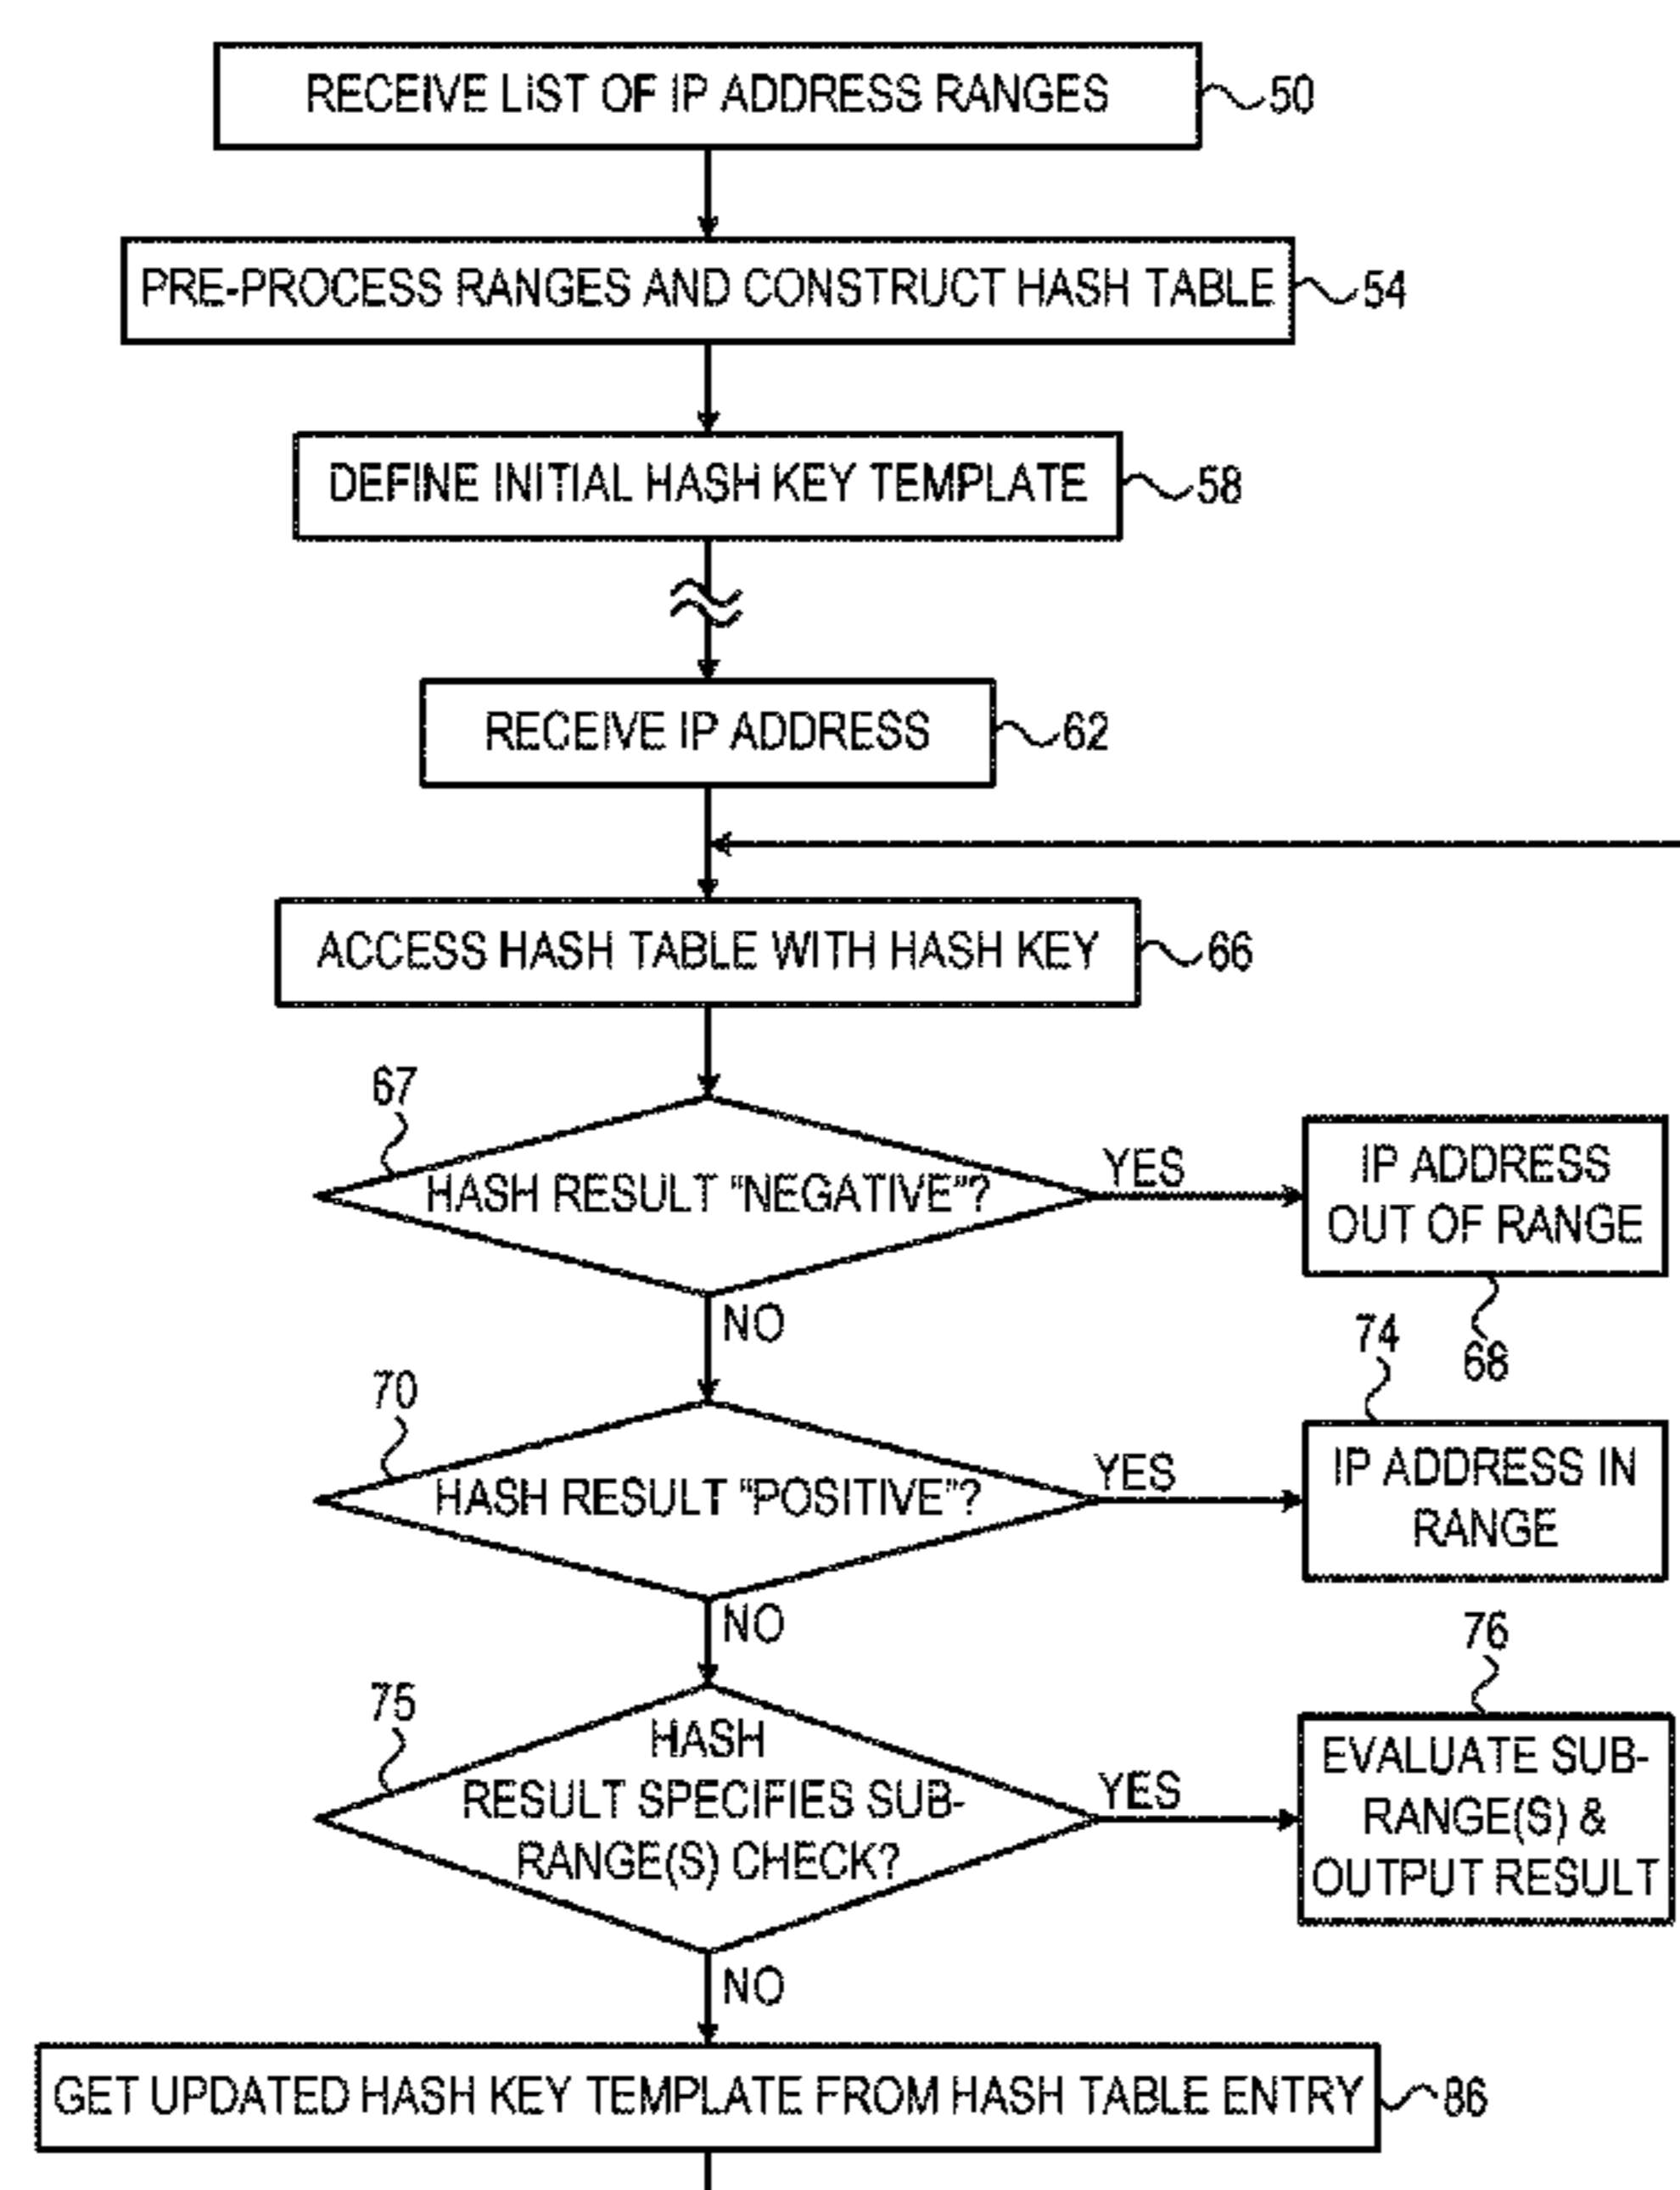 RECEIVE LIST OF IP ADDRESS RANGES
50
PRE-PROCESS RANGES AND CONSTRUCT HASH TABLE
54
DEFINE INITIAL HASH KEY TEMPLATE
58
RECEIVE IP ADDRESS
62
ACCESS HASH TABLE WITH HASH KEY
66
67
HASH RESULT "NEGATIVE"?
YES
IP ADDRESS
OUT OF RANGE
68
NO
70
HASH RESULT "POSITIVE"?
YES
74
IP ADDRESS IN
RANGE
NO
75
HASH
RESULT SPECIFIES SUB-
RANGE(S) CHECK?
YES
76
EVALUATE SUB-
RANGE(S) &
OUTPUT RESULT
NO
GET UPDATED HASH KEY TEMPLATE FROM HASH TABLE ENTRY
86